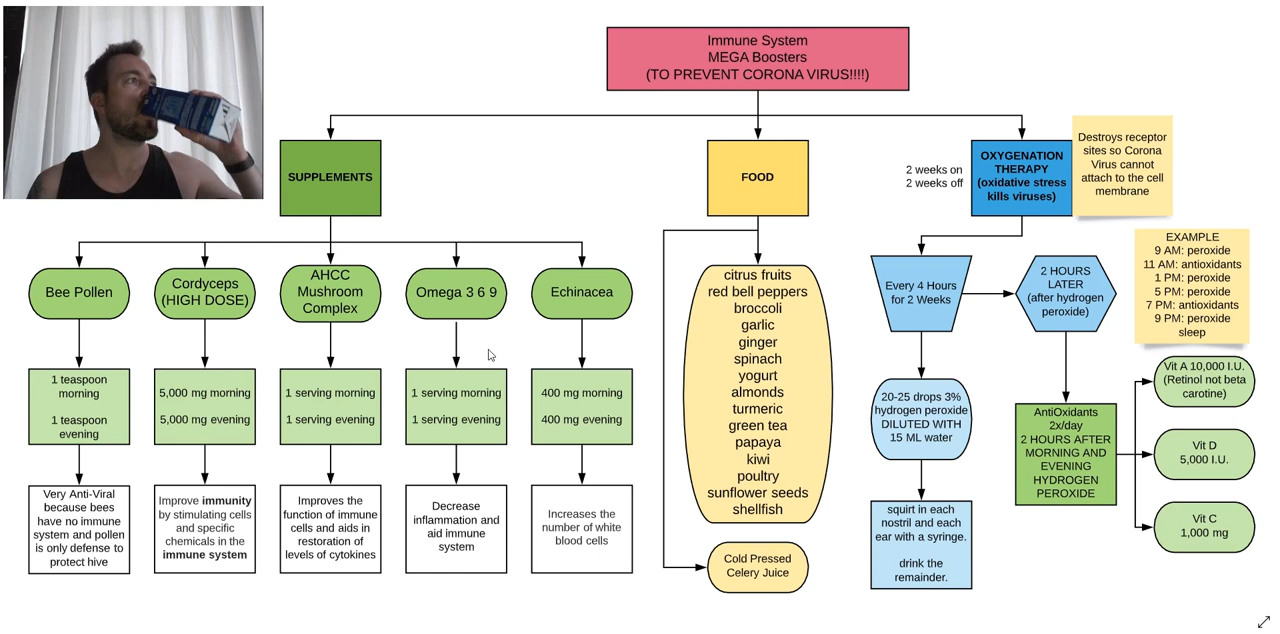 Immune System
MEGA Boosters
(TO PREVENT CORONA VIRUS!!!!)
SUPPLEMENTS
FOOD
2 weeks on
2 weeks off
OXYGENATION
THERAPY
(oxidative stress
kills viruses)
Destroys receptor
sites so Corona
Virus cannot
attach to the cell
membrane
Bee Pollen
Cordyceps
(HIGH DOSE)
AHCC
Mushroom
Complex
Omega 3 6 9
Echinacea
1 teaspoon
morning
1 teaspoon
evening
5,000 mg morning
5,000 mg evening
1 serving morning
1 serving evening
1 serving morning
1 serving evening
400 mg morning
400 mg evening
Very Anti-Viral
because bees
have no immune
system and pollen
is only defense to
protect hive
Improve immunity
by stimulating cells
and specific
chemicals in the
immune system
Improves the
function of immune
cells and aids in
restoration of
levels of cytokines
Decrease
inflammation and
aid immune
system
Increases the
number of white
blood cells
citrus fruits
red bell peppers
broccoli
garlic
ginger
spinach
yogurt
almonds
turmeric
green tea
papaya
kiwi
poultry
sunflower seeds
shellfish
Cold Pressed
Celery Juice
Every 4 Hours
for 2 Weeks
2 HOURS
LATER
(after hydrogen
peroxide)
EXAMPLE
9 AM: peroxide
11 AM: antioxidants
1 PM: peroxide
5 PM: peroxide
7 PM: antioxidants
9 PM: peroxide
sleep
20-25 drops 3%
hydrogen peroxide
DILUTED WITH
15 ML water
squirt in each
nostril and each
ear with a syringe.
drink the
remainder.
AntiOxidants
2x/day
2 HOURS AFTER
MORNING AND
EVENING
HYDROGEN
PEROXIDE
Vit A 10,000 I.U.
(Retinol not beta
carotine)
Vit D
5,000 I.U.
Vit C
1,000 mg